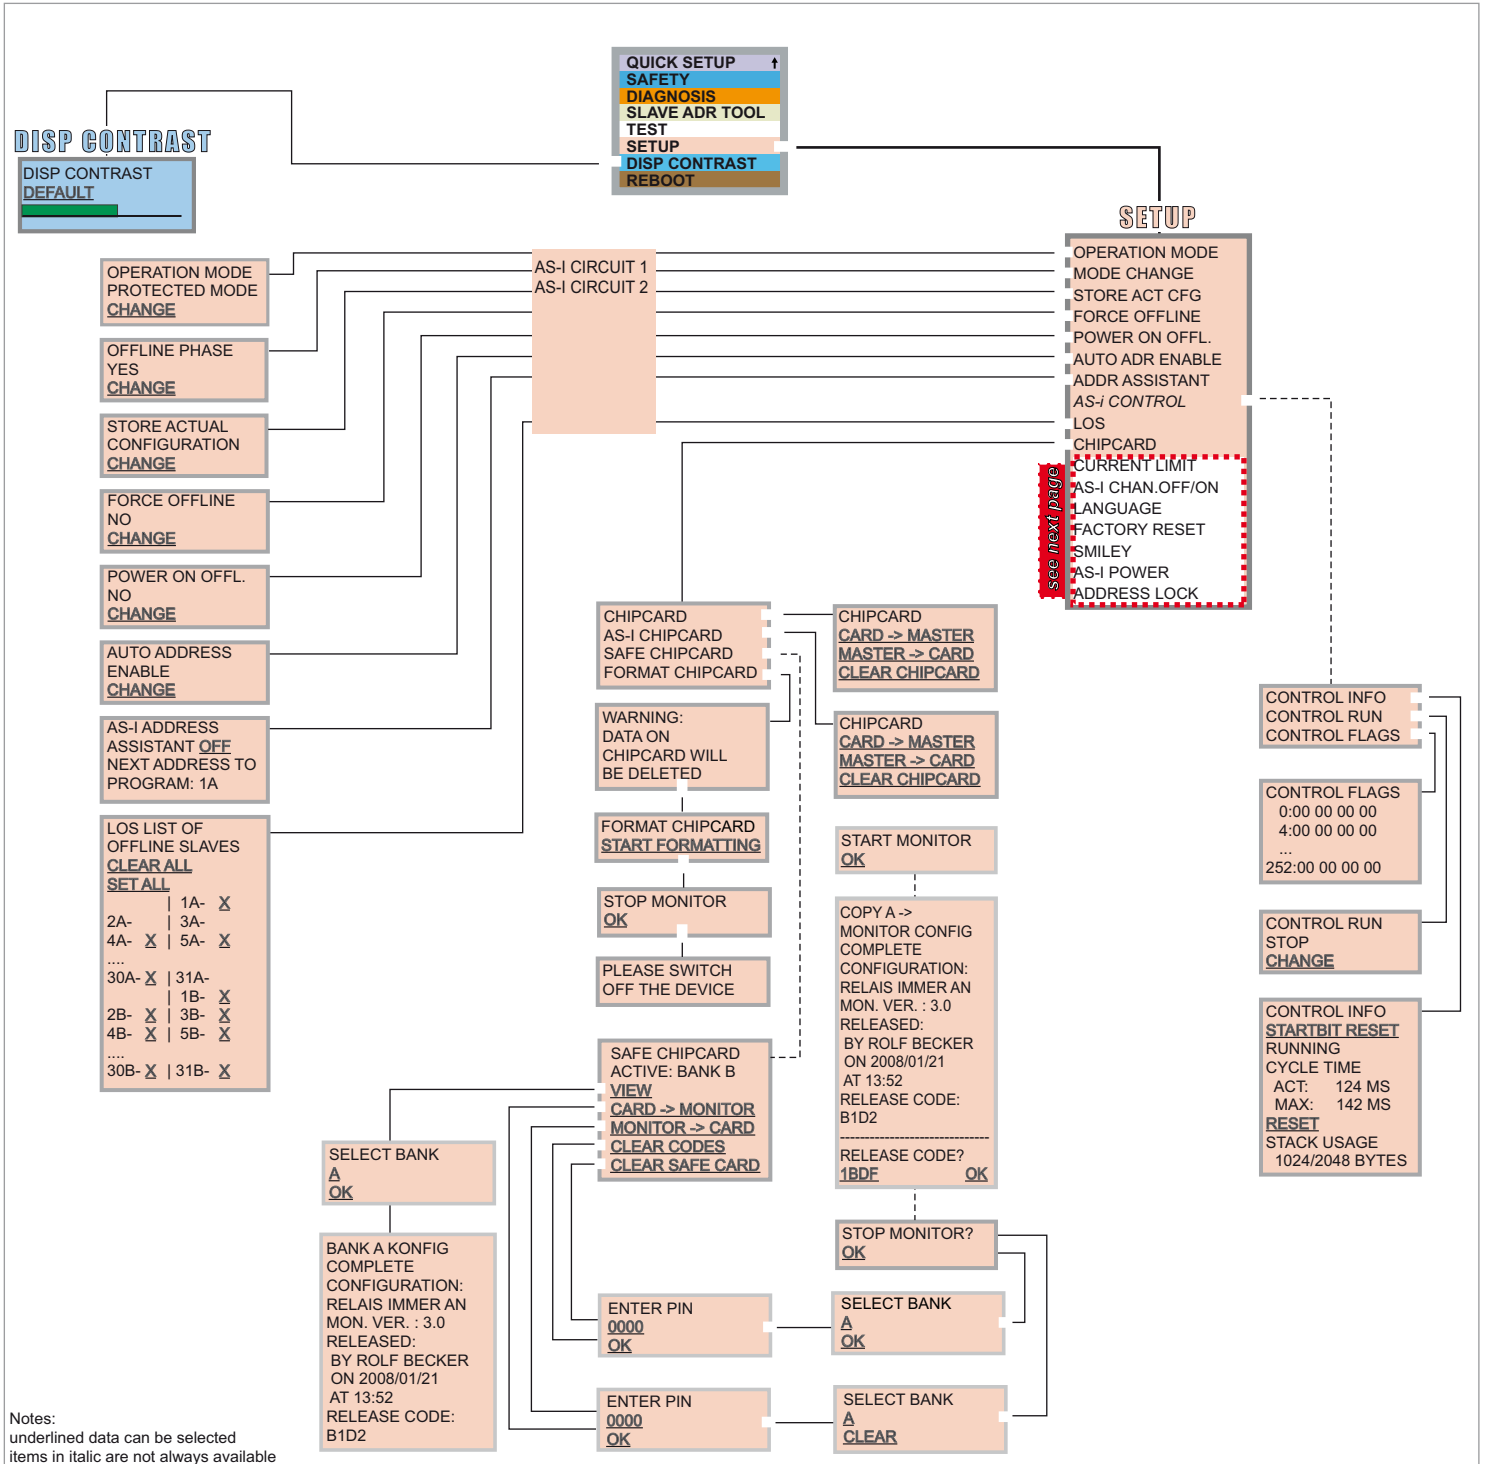 QUICK SETUP
SAFETY
DIAGNOSIS
SLAVE ADR TOOL
TEST
SETUP
DISP CONTRAST
REBOOT
DISP CONTRAST
DISP CONTRAST
DEFAULT
SETUP
OPERATION MODE
MODE CHANGE
STORE ACT CFG
FORCE OFFLINE
POWER ON OFFL.
AUTO ADR ENABLE
ADDR ASSISTANT
AS-i CONTROL
LOS
CHIPCARD
CURRENT LIMIT
AS-I CHAN.OFF/ON
LANGUAGE
FACTORY RESET
SMILEY
AS-I POWER
ADDRESS LOCK
see next page
AS-I CIRCUIT 1
AS-I CIRCUIT 2
OPERATION MODE
PROTECTED MODE
CHANGE
OFFLINE PHASE
YES
CHANGE
STORE ACTUAL
CONFIGURATION
CHANGE
FORCE OFFLINE
NO
CHANGE
POWER ON OFFL.
NO
CHANGE
AUTO ADDRESS
ENABLE
CHANGE
AS-I ADDRESS
ASSISTANT OFF
NEXT ADDRESS TO
PROGRAM: 1A
LOS LIST OF
OFFLINE SLAVES
CLEAR ALL
SET ALL
| 1A- X
2A- | 3A-
4A- X | 5A- X
....
30A- X | 31A-
| 1B- X
2B- X | 3B- X
4B- X | 5B- X
....
30B- X | 31B- X
CHIPCARD
AS-I CHIPCARD
SAFE CHIPCARD
FORMAT CHIPCARD
CHIPCARD
CARD -> MASTER
MASTER -> CARD
CLEAR CHIPCARD
CHIPCARD
CARD -> MASTER
MASTER -> CARD
CLEAR CHIPCARD
WARNING:
DATA ON
CHIPCARD WILL
BE DELETED
FORMAT CHIPCARD
START FORMATTING
STOP MONITOR
OK
PLEASE SWITCH
OFF THE DEVICE
SAFE CHIPCARD
ACTIVE: BANK B
VIEW
CARD -> MONITOR
MONITOR -> CARD
CLEAR CODES
CLEAR SAFE CARD
SELECT BANK
A
OK
BANK A KONFIG
COMPLETE
CONFIGURATION:
RELAIS IMMER AN
MON. VER. : 3.0
RELEASED:
BY ROLF BECKER
ON 2008/01/21
AT 13:52
RELEASE CODE:
B1D2
START MONITOR
OK
COPY A ->
MONITOR CONFIG
COMPLETE
CONFIGURATION:
RELAIS IMMER AN
MON. VER. : 3.0
RELEASED:
BY ROLF BECKER
ON 2008/01/21
AT 13:52
RELEASE CODE:
B1D2
------------------------------
RELEASE CODE?
1BDF OK
STOP MONITOR?
OK
ENTER PIN
0000
OK
SELECT BANK
A
OK
ENTER PIN
0000
OK
SELECT BANK
A
CLEAR
CONTROL INFO
CONTROL RUN
CONTROL FLAGS
CONTROL FLAGS
0:00 00 00 00
4:00 00 00 00
...
252:00 00 00 00
CONTROL RUN
STOP
CHANGE
CONTROL INFO
STARTBIT RESET
RUNNING
CYCLE TIME
ACT: 124 MS
MAX: 142 MS
RESET
STACK USAGE
1024/2048 BYTES
Notes:
underlined data can be selected
items in italic are not always available